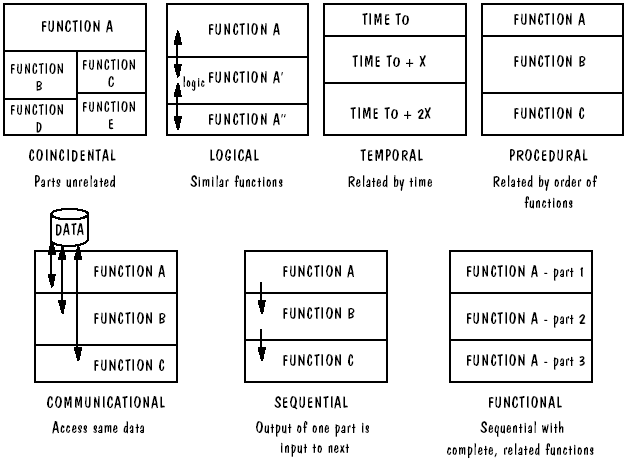 FUNCTION A
FUNCTION B
FUNCTION C
FUNCTION D
FUNCTION E
COINCIDENTAL
Parts unrelated
FUNCTION A
logic
FUNCTION A'
FUNCTION A''
LOGICAL
Similar functions
TIME T0
TIME T0 + X
TIME T0 + 2X
TEMPORAL
Related by time
FUNCTION A
FUNCTION B
FUNCTION C
PROCEDURAL
Related by order of
functions
DATA
FUNCTION A
FUNCTION B
FUNCTION C
COMMUNICATIONAL
Access same data
FUNCTION A
FUNCTION B
FUNCTION C
SEQUENTIAL
Output of one part is
input to next
FUNCTION A - part 1
FUNCTION A - part 2
FUNCTION A - part 3
FUNCTIONAL
Sequential with
complete, related functions